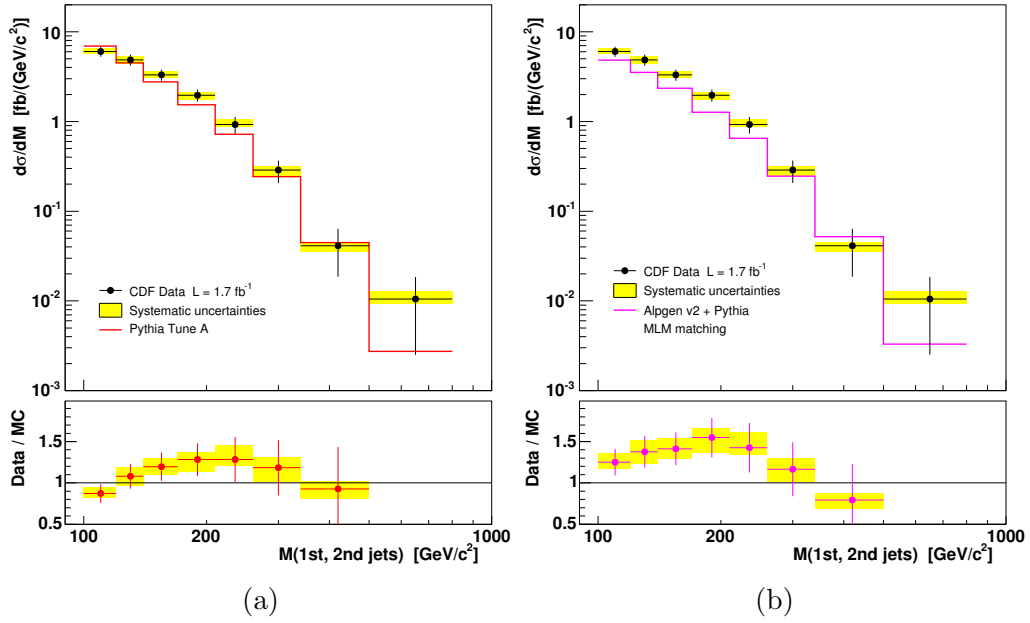 dσ/dM [fb/(GeV/c²)]
10
1
10⁻¹
10⁻²
10⁻³
CDF Data L = 1.7 fb⁻¹
Systematic uncertainties
Pythia Tune A
Data / MC
1.5
1
0.5
100 200 1000
M(1st, 2nd jets) [GeV/c²]
(a)
dσ/dM [fb/(GeV/c²)]
10
1
10⁻¹
10⁻²
10⁻³
CDF Data L = 1.7 fb⁻¹
Systematic uncertainties
Alpgen v2 + Pythia
MLM matching
Data / MC
1.5
1
0.5
100 200 1000
M(1st, 2nd jets) [GeV/c²]
(b)